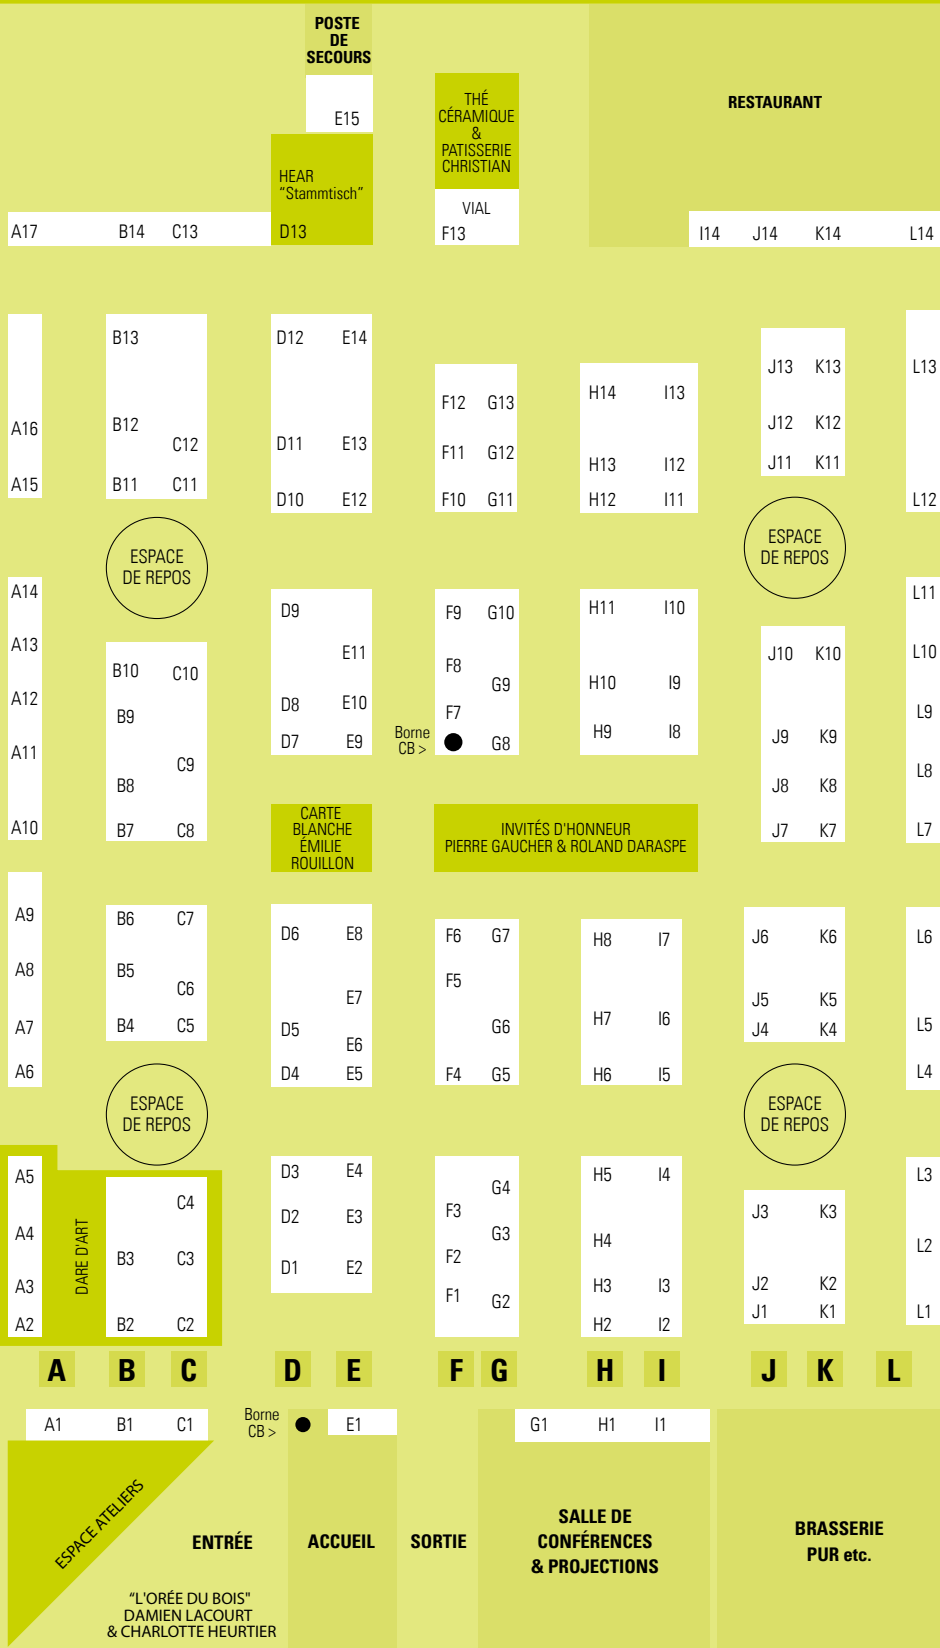 POSTE
DE
SECOURS
E15
THÉ
CÉRAMIQUE
&
PATISSERIE
CHRISTIAN
RESTAURANT
HEAR
"Stammtisch"
VIAL
A17 B14 C13 D13 F13 I14 J14 K14 L14
B13 D12 E14
J13 K13 L13
F12 G13 H14 I13
A16 B12 C12 D11 E13 F11 G12 J12 K12
H13 I12 J11 K11
A15 B11 C11 D10 E12 F10 G11 H12 I11 L12
ESPACE
DE REPOS
ESPACE
DE REPOS
A14 D9 F9 G10 H11 I10 L11
A13 E11 J10 K10 L10
B10 C10 F8
A12 D8 E10 G9 H10 I9
B9 F7 L9
Borne
CB >
A11 D7 E9 G8 H9 I8 J9 K9
C9 L8
B8 J8 K8
A10 B7 C8 J7 K7 L7
CARTE
BLANCHE
ÉMILIE
ROUILLON
INVITÉS D'HONNEUR
PIERRE GAUCHER & ROLAND DARASPE
A9 B6 C7
D6 E8 F6 G7 H8 I7 J6 K6 L6
A8 B5 F5
C6 E7 J5 K5
A7 B4 C5 D5 G6 H7 I6 J4 K4 L5
E6
A6 D4 E5 F4 G5 H6 I5 L4
ESPACE
DE REPOS
ESPACE
DE REPOS
A5 D3 E4 G4 H5 I4 L3
C4 D2 E3 F3 J3 K3
A4 G3 H4 L2
DARE D'ART
B3 C3 D1 E2 F2
A3 F1 G2 H3 I3 J2 K2
A2 B2 C2 H2 I2 J1 K1 L1
A B C D E F G H I J K L
A1 B1 C1
Borne
CB >
E1 G1 H1 I1
ESPACE ATELIERS
ENTRÉE
ACCUEIL
SORTIE
SALLE DE
CONFÉRENCES
& PROJECTIONS
BRASSERIE
PUR etc.
"L'ORÉE DU BOIS"
DAMIEN LACOURT
& CHARLOTTE HEURTIER